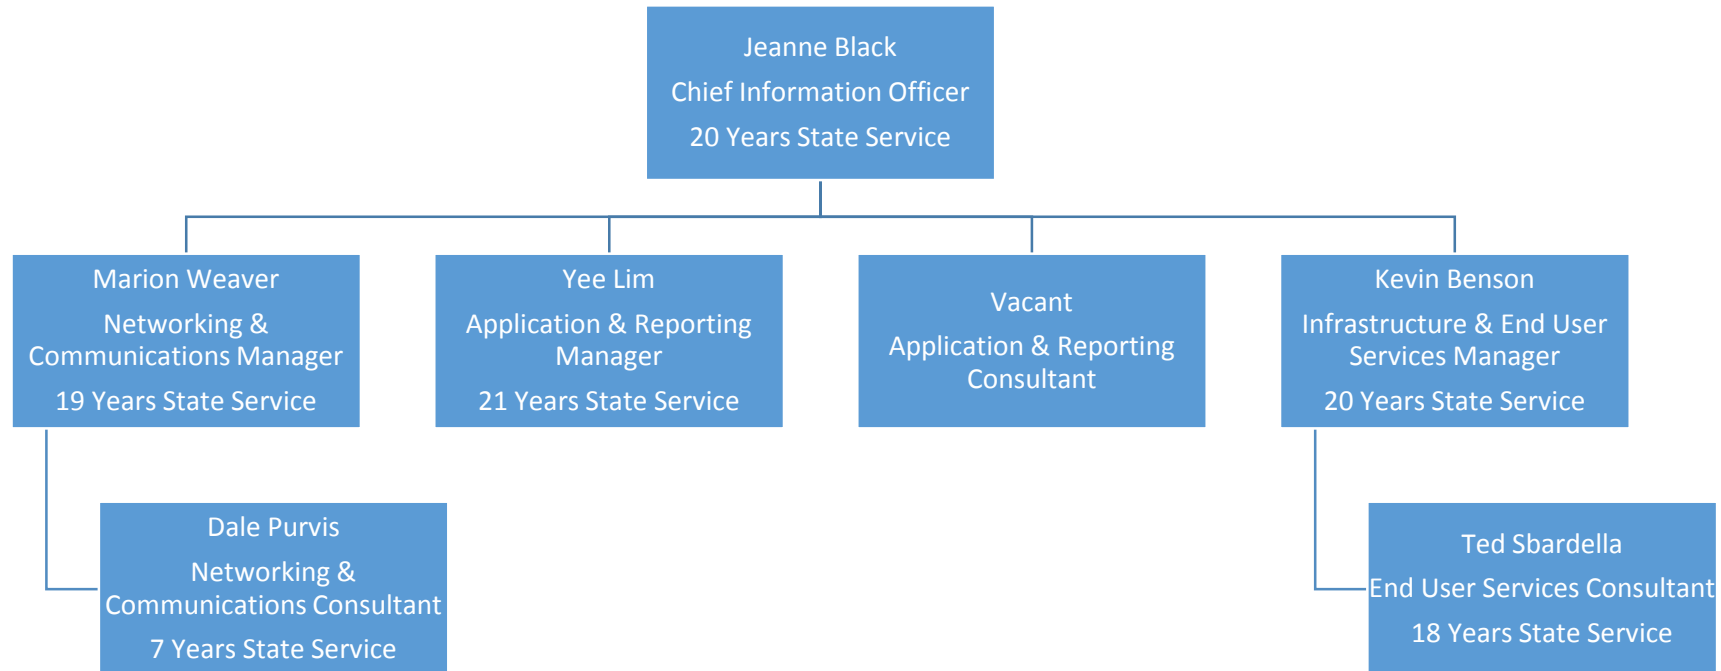 Jeanne Black
Chief Information Officer
20 Years State Service
Marion Weaver
Networking &
Communications Manager
19 Years State Service
Yee Lim
Application & Reporting
Manager
21 Years State Service
Vacant
Application & Reporting
Consultant
Kevin Benson
Infrastructure & End User
Services Manager
20 Years State Service
Dale Purvis
Networking &
Communications Consultant
7 Years State Service
Ted Sbardella
End User Services Consultant
18 Years State Service